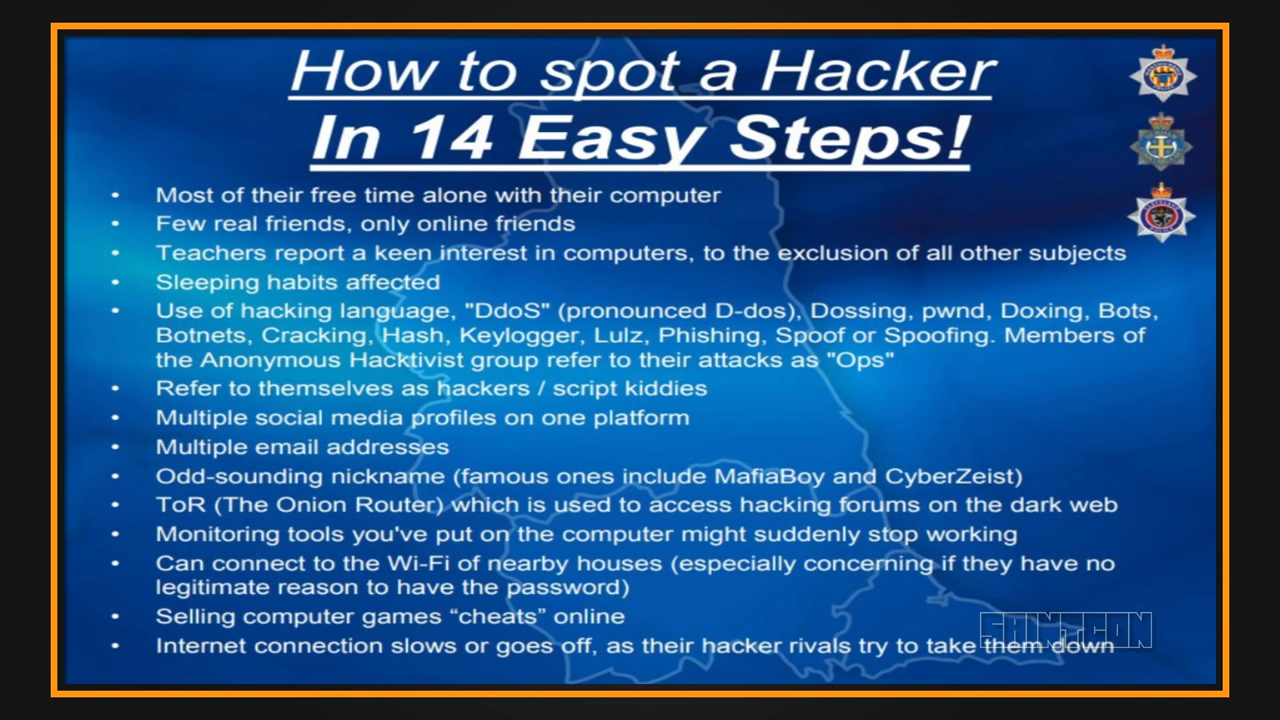 How to spot a Hacker
In 14 Easy Steps!
• Most of their free time alone with their computer
• Few real friends, only online friends
• Teachers report a keen interest in computers, to the exclusion of all other subjects
• Sleeping habits affected
• Use of hacking language, "DdoS" (pronounced D-dos), Dossing, pwnd, Doxing, Bots,
Botnets, Cracking, Hash, Keylogger, Lulz, Phishing, Spoof or Spoofing. Members of
the Anonymous Hacktivist group refer to their attacks as "Ops"
• Refer to themselves as hackers / script kiddies
• Multiple social media profiles on one platform
• Multiple email addresses
• Odd-sounding nickname (famous ones include MafiaBoy and CyberZeist)
• ToR (The Onion Router) which is used to access hacking forums on the dark web
• Monitoring tools you've put on the computer might suddenly stop working
• Can connect to the Wi-Fi of nearby houses (especially concerning if they have no
legitimate reason to have the password)
• Selling computer games “cheats” online
• Internet connection slows or goes off, as their hacker rivals try to take them down
SAINTCON